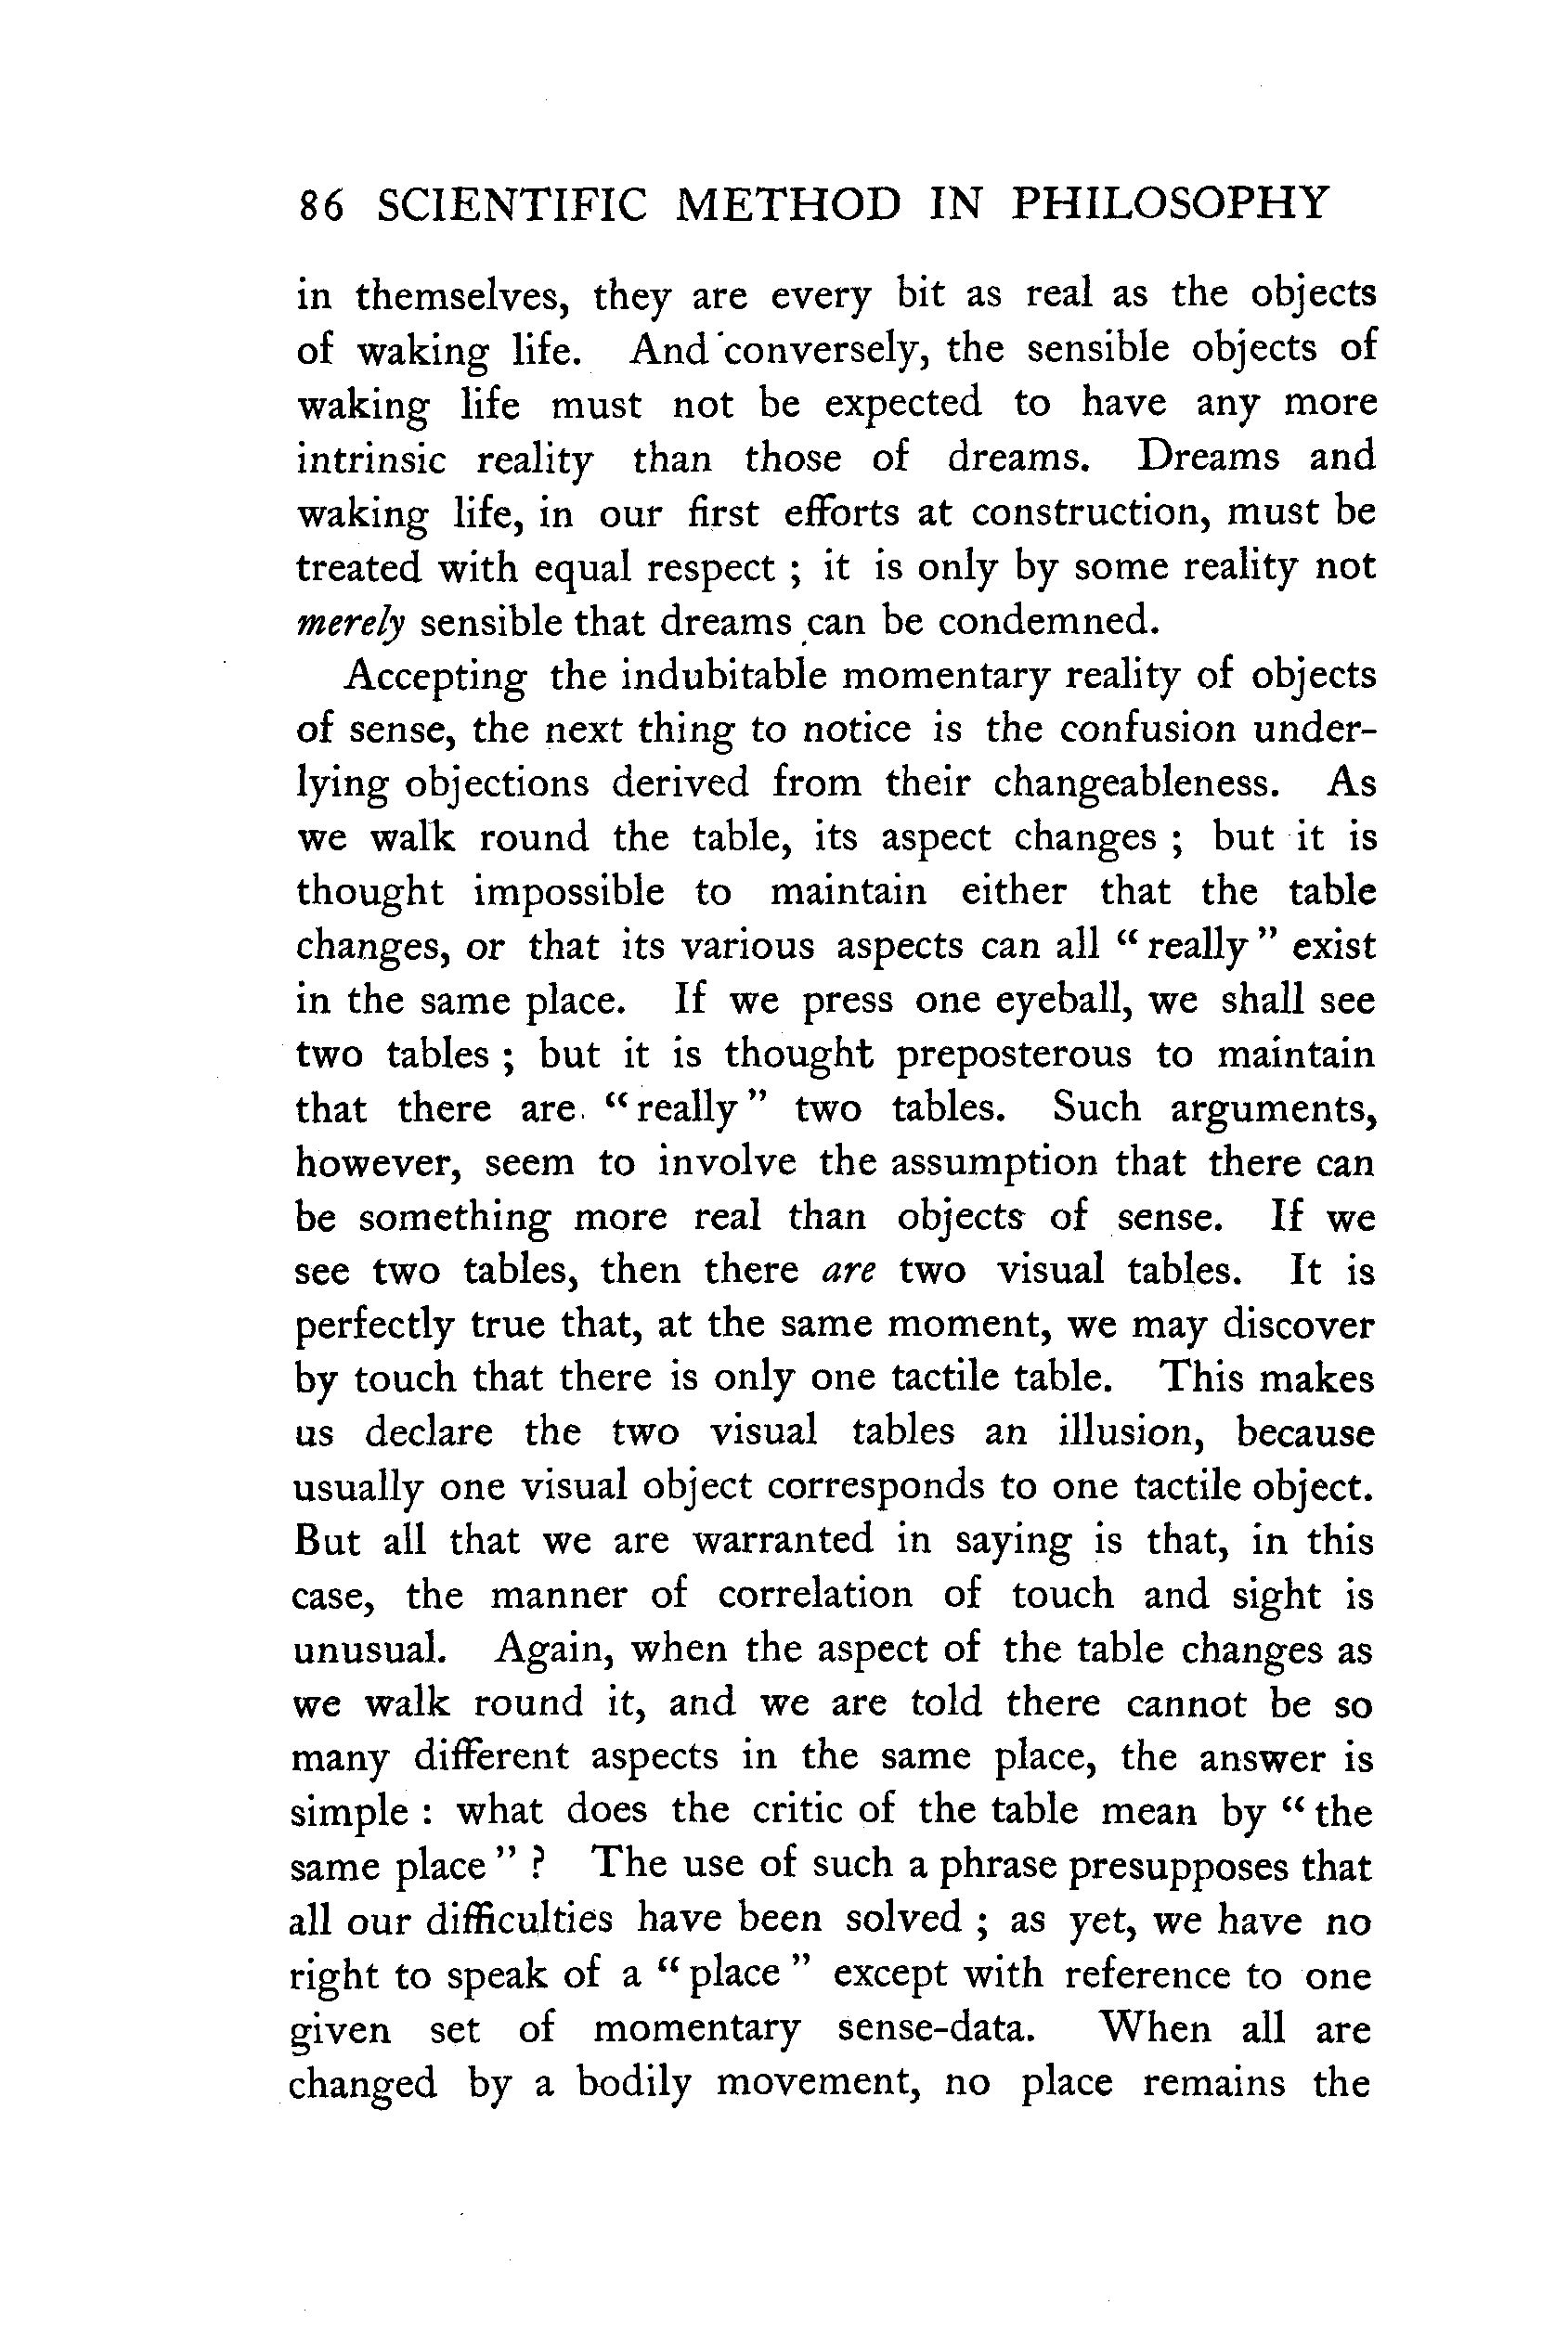 86 SCIENTIFIC METHOD IN PHILOSOPHY
in themselves, they are every bit as real as the objects
of waking life. And conversely, the sensible objects of
waking life must not be expected to have any more
intrinsic reality than those of dreams. Dreams and
waking life, in our first efforts at construction, must be
treated with equal respect ; it is only by some reality not
merely sensible that dreams can be condemned.
Accepting the indubitable momentary reality of objects
of sense, the next thing to notice is the confusion under-
lying objections derived from their changeableness. As
we walk round the table, its aspect changes ; but it is
thought impossible to maintain either that the table
changes, or that its various aspects can all “ really ” exist
in the same place. If we press one eyeball, we shall see
two tables ; but it is thought preposterous to maintain
that there are “ really ” two tables. Such arguments,
however, seem to involve the assumption that there can
be something more real than objects of sense. If we
see two tables, then there are two visual tables. It is
perfectly true that, at the same moment, we may discover
by touch that there is only one tactile table. This makes
us declare the two visual tables an illusion, because
usually one visual object corresponds to one tactile object.
But all that we are warranted in saying is that, in this
case, the manner of correlation of touch and sight is
unusual. Again, when the aspect of the table changes as
we walk round it, and we are told there cannot be so
many different aspects in the same place, the answer is
simple : what does the critic of the table mean by “ the
same place ” ? The use of such a phrase presupposes that
all our difficulties have been solved ; as yet, we have no
right to speak of a “ place ” except with reference to one
given set of momentary sense-data. When all are
changed by a bodily movement, no place remains the